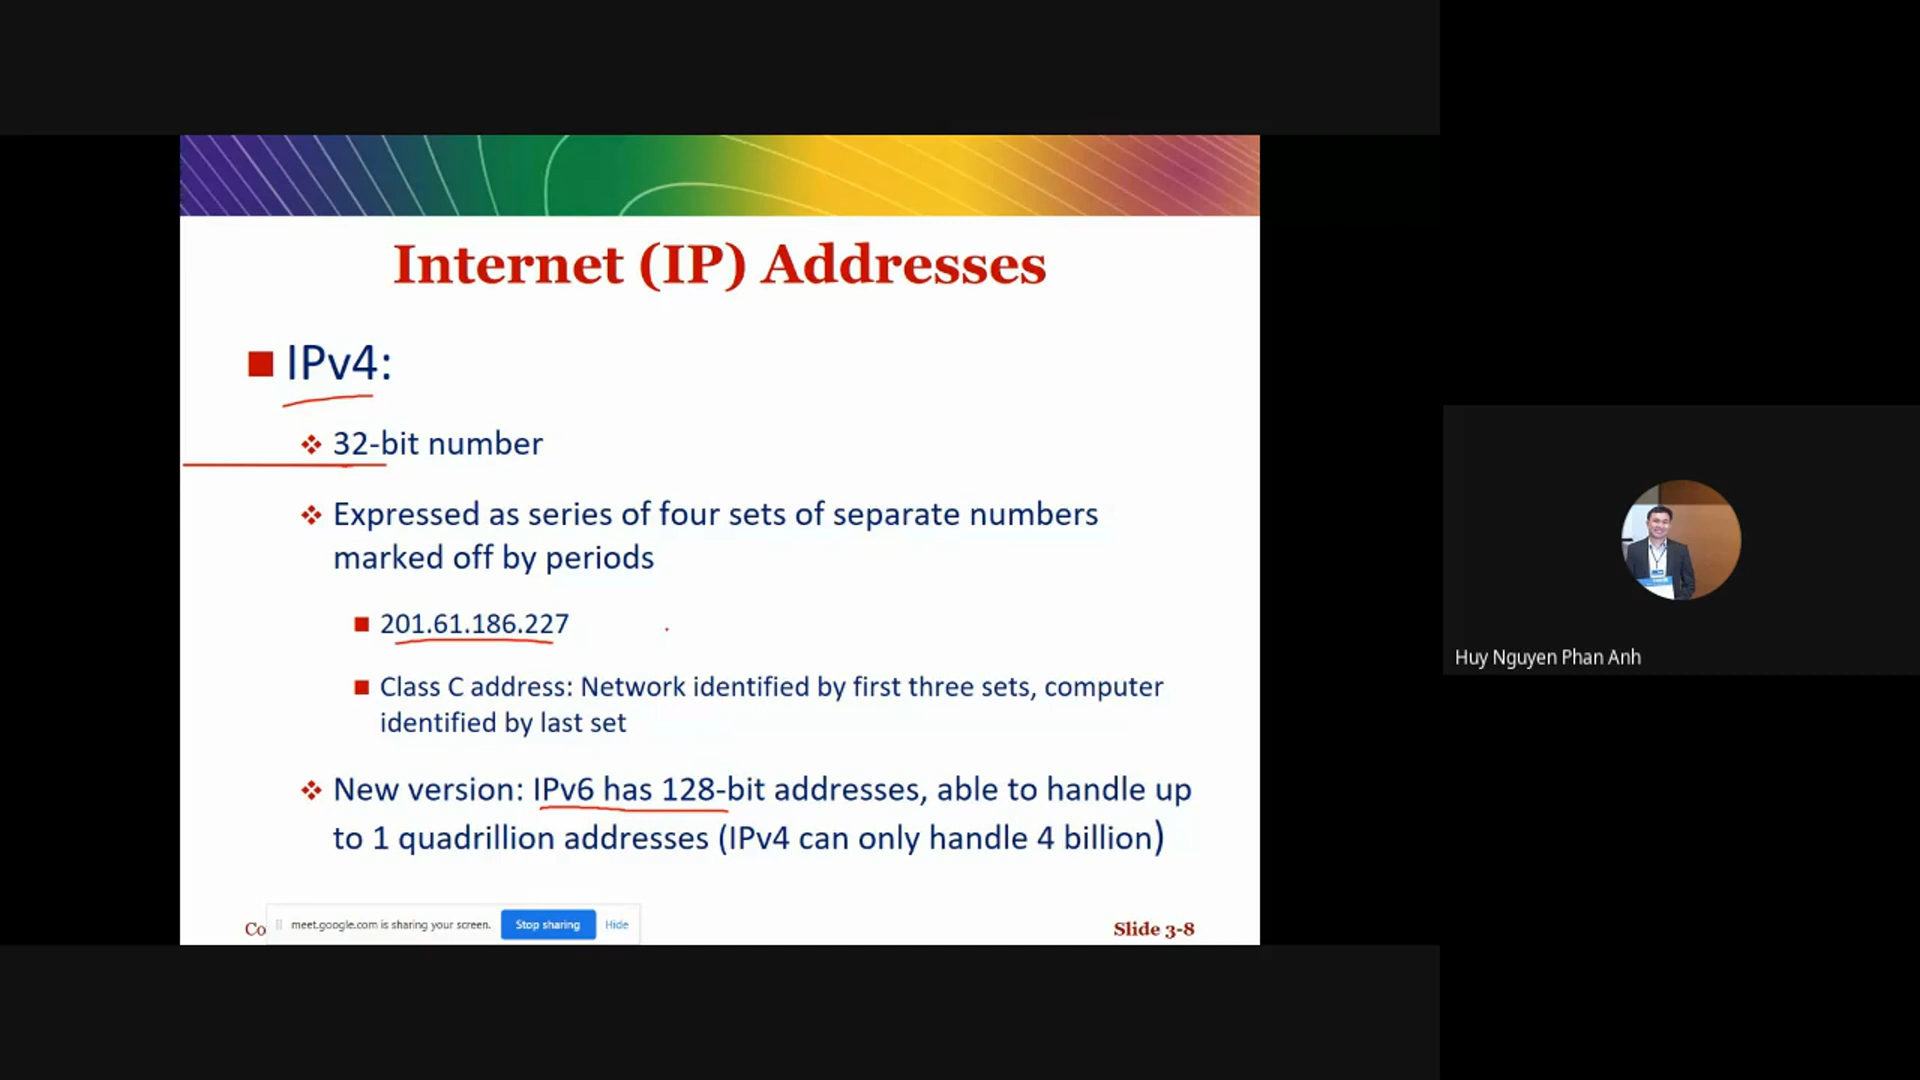 Internet (IP) Addresses
IPv4:
32-bit number
Expressed as series of four sets of separate numbers
marked off by periods
201.61.186.227
Class C address: Network identified by first three sets, computer
identified by last set
New version: IPv6 has 128-bit addresses, able to handle up
to 1 quadrillion addresses (IPv4 can only handle 4 billion)
Co
meet.google.com is sharing your screen. Stop sharing Hide
Slide 3-8
Huy Nguyen Phan Anh